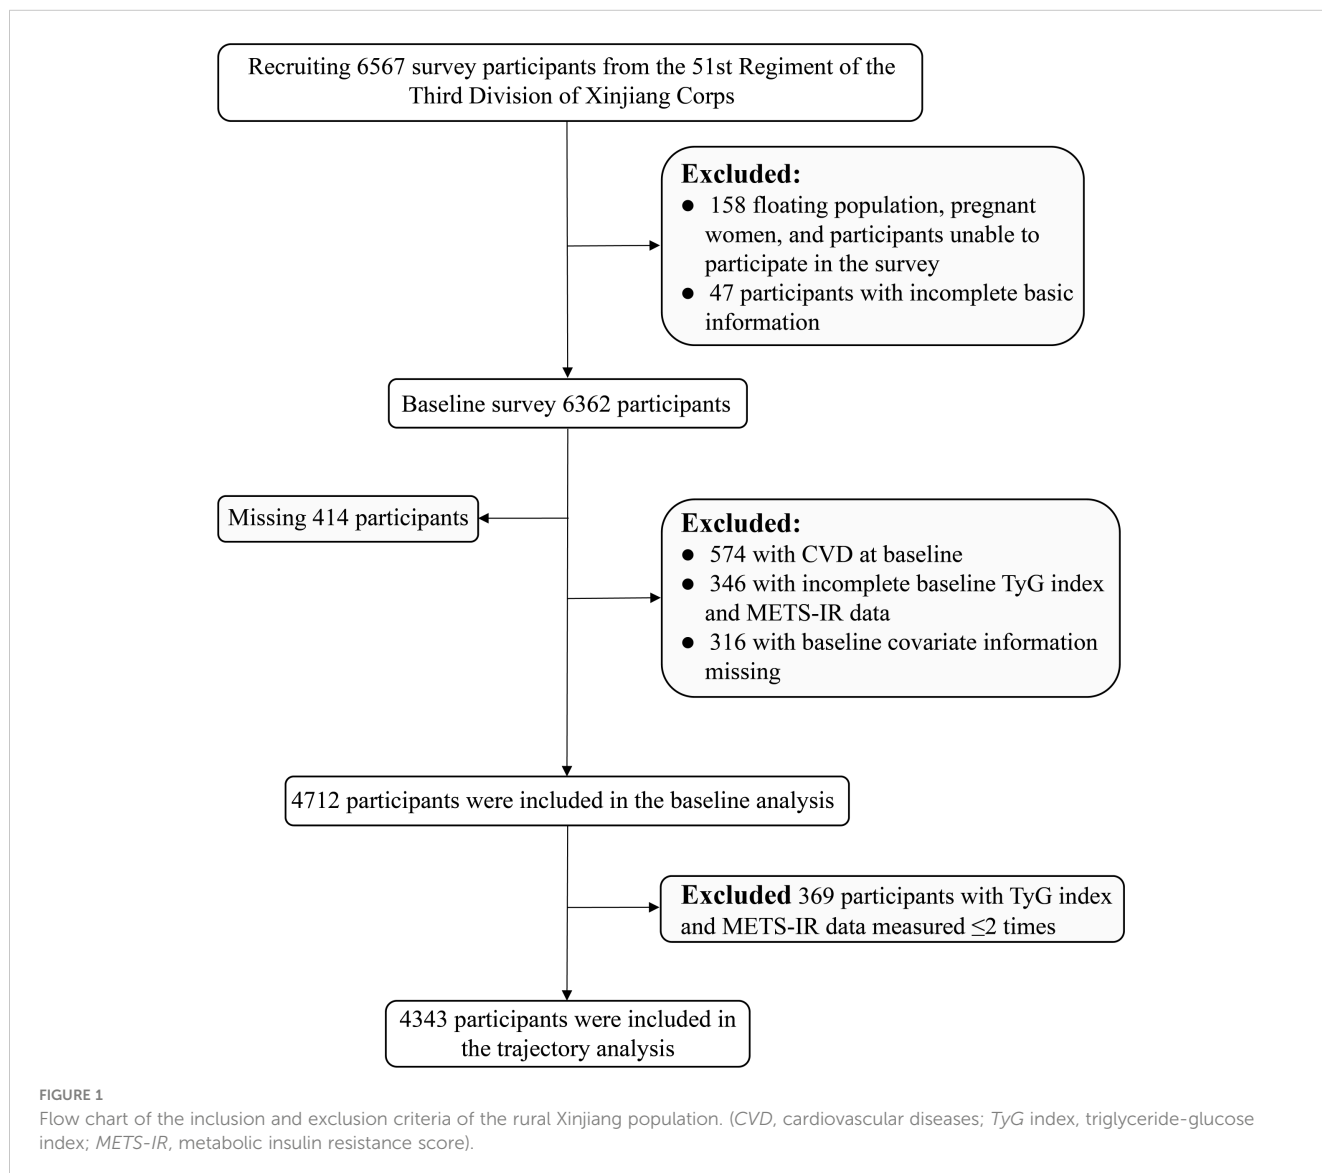 Recruiting 6567 survey participants from the 51st Regiment of the
Third Division of Xinjiang Corps
Excluded:
● 158 floating population, pregnant
women, and participants unable to
participate in the survey
● 47 participants with incomplete basic
information
Baseline survey 6362 participants
Missing 414 participants
Excluded:
● 574 with CVD at baseline
● 346 with incomplete baseline TyG index
and METS-IR data
● 316 with baseline covariate information
missing
4712 participants were included in the baseline analysis
Excluded 369 participants with TyG index
and METS-IR data measured ≤2 times
4343 participants were included in
the trajectory analysis
FIGURE 1
Flow chart of the inclusion and exclusion criteria of the rural Xinjiang population. (CVD, cardiovascular diseases; TyG index, triglyceride-glucose
index; METS-IR, metabolic insulin resistance score).